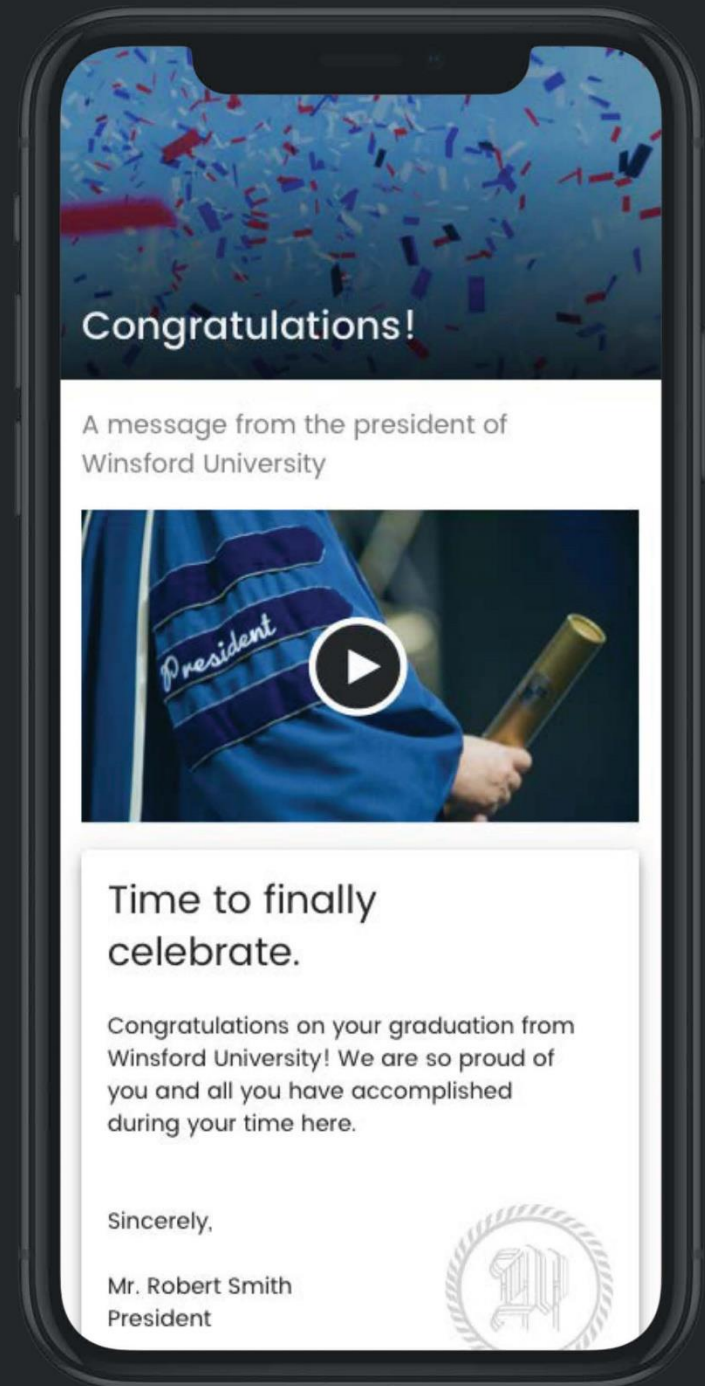 Congratulations!
A message from the president of
Winsford University
President
Time to finally
celebrate.
Congratulations on your graduation from
Winsford University! We are so proud of
you and all you have accomplished
during your time here.
Sincerely,
Mr. Robert Smith
President
W